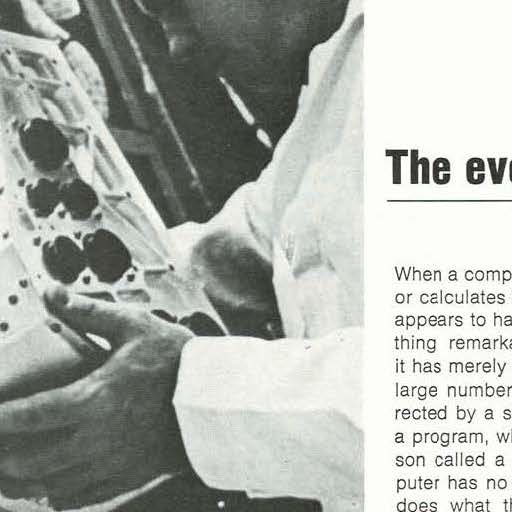 The eve
When a comp
or calculates
appears to ha
thing remarka
it has merely
large number
rected by a s
a program, wh
son called a
puter has no
does what th